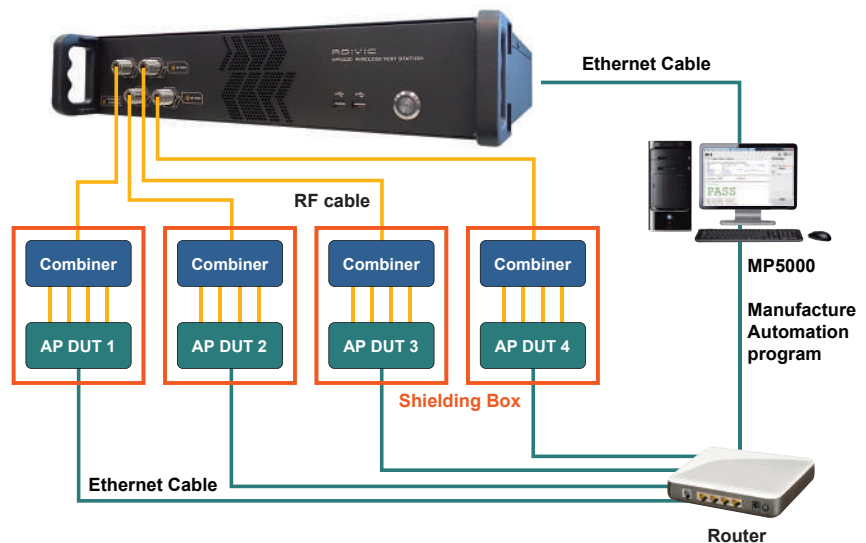 ADIVIC
MP5000 WIRELESS TEST STATION
Ethernet Cable
RF cable
PASS
Combiner
Combiner
Combiner
Combiner
MP5000
AP DUT 1
AP DUT 2
AP DUT 3
AP DUT 4
Manufacture
Automation
program
Shielding Box
Ethernet Cable
Router